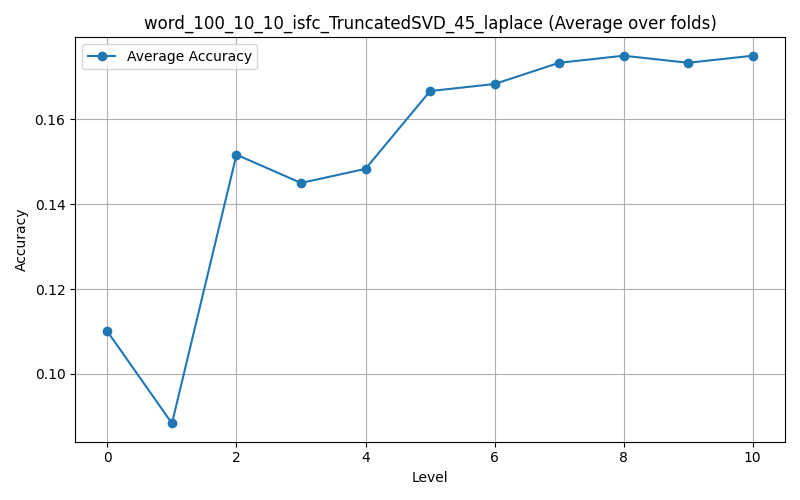 word_100_10_10_isfc_TruncatedSVD_45_laplace (Average over folds)
Average Accuracy
0.16
0.14
0.12
0.10
Accuracy
0 2 4 6 8 10
Level